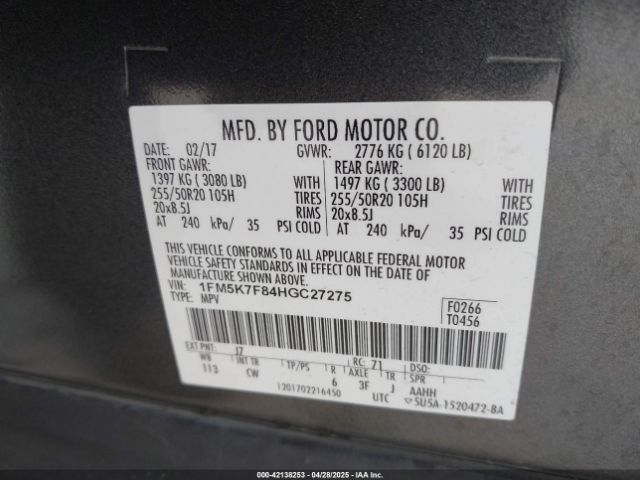 MFD. BY FORD MOTOR CO.
DATE: 02/17 GVWR: 2776 KG ( 6120 LB)
FRONT GAWR: REAR GAWR:
1397 KG ( 3080 LB) WITH 1497 KG ( 3300 LB) WITH
255/50R20 105H TIRES 255/50R20 105H TIRES
20x8.5J RIMS 20x8.5J RIMS
AT 240 kPa/ 35 PSI COLD AT 240 kPa/ 35 PSI COLD
THIS VEHICLE CONFORMS TO ALL APPLICABLE FEDERAL MOTOR
VEHICLE SAFETY STANDARDS IN EFFECT ON THE DATE OF
MANUFACTURE SHOWN ABOVE.
VIN: 1FM5K7F84HGC27275
TYPE: MPV
F0266
T0456
EXT PNT: J7 RC: 71 DSO:
WB INT TR TP/PS R AXLE TR SPR
113 CW 6 3F J AAHH
1201702216450 UTC 5U5A-1520472-BA
000-42138253 | 04/28/2025 | IAA Inc.